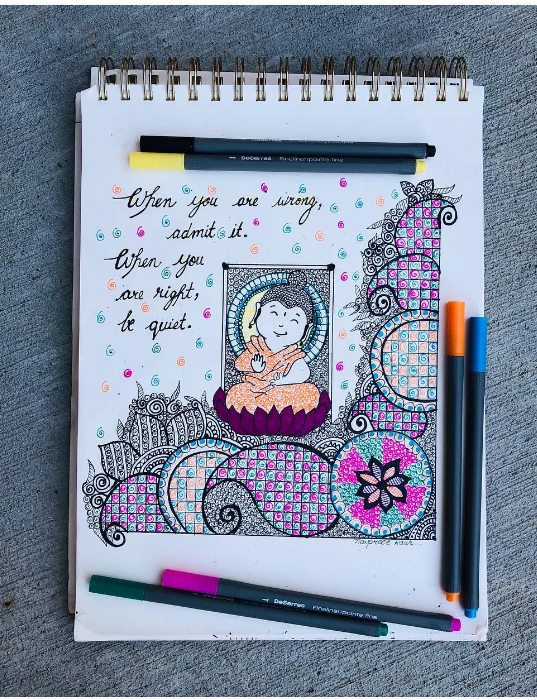 DeSerres Fineliner/pointe fine
When you are wrong,
admit it.
When you
are right,
be quiet.
DeSerres Fineliner/pointe fine